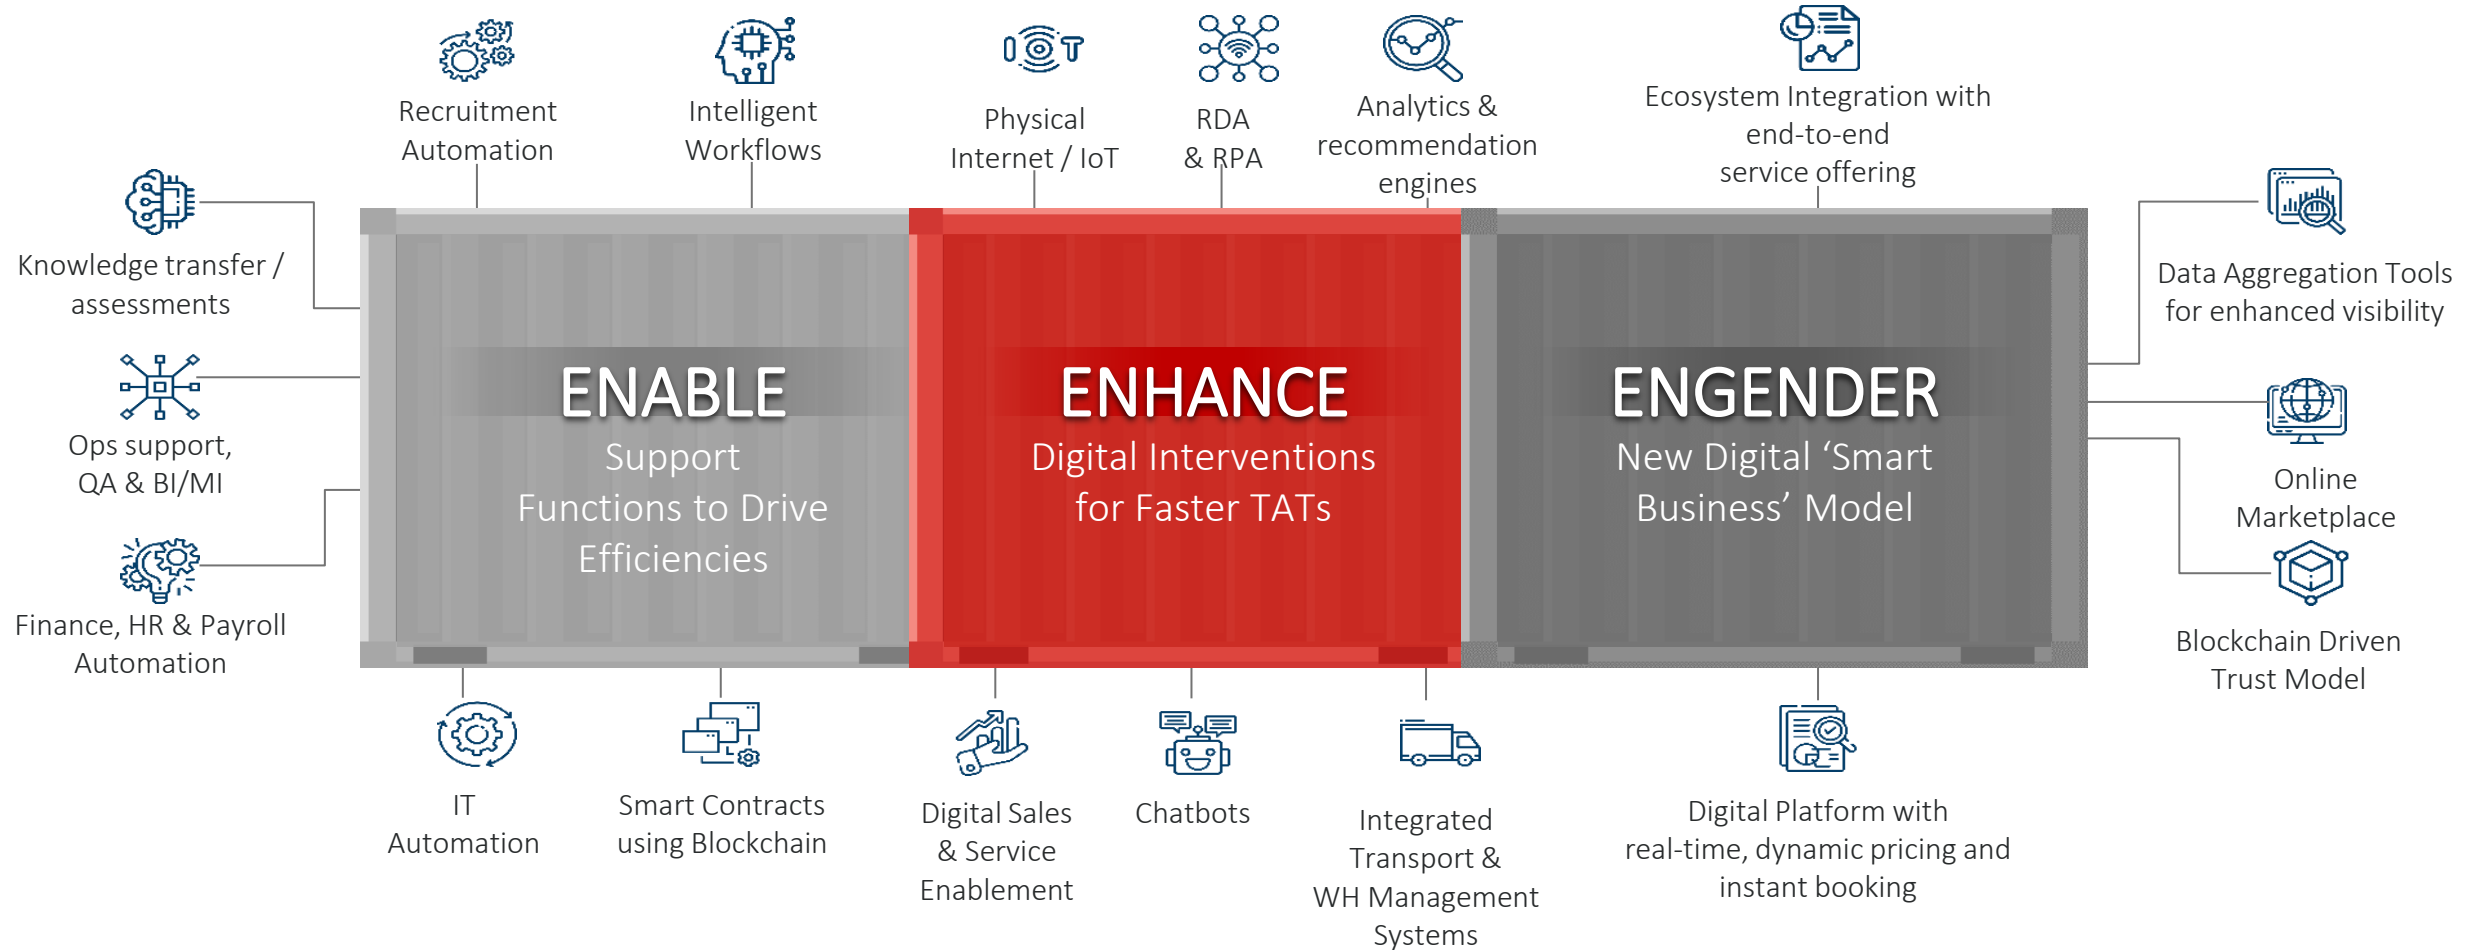 Recruitment
Automation
Intelligent
Workflows
IOT
Physical
Internet / IoT
RDA
& RPA
Analytics &
recommendation
engines
Ecosystem Integration with
end-to-end
service offering
Knowledge transfer /
assessments
Ops support,
QA & BI/MI
Finance, HR & Payroll
Automation
ENABLE
Support
Functions to Drive
Efficiencies
ENHANCE
Digital Interventions
for Faster TATs
ENGENDER
New Digital ‘Smart
Business’ Model
Data Aggregation Tools
for enhanced visibility
Online
Marketplace
Blockchain Driven
Trust Model
IT
Automation
Smart Contracts
using Blockchain
Digital Sales
& Service
Enablement
Chatbots
Integrated
Transport &
WH Management
Systems
Digital Platform with
real-time, dynamic pricing and
instant booking